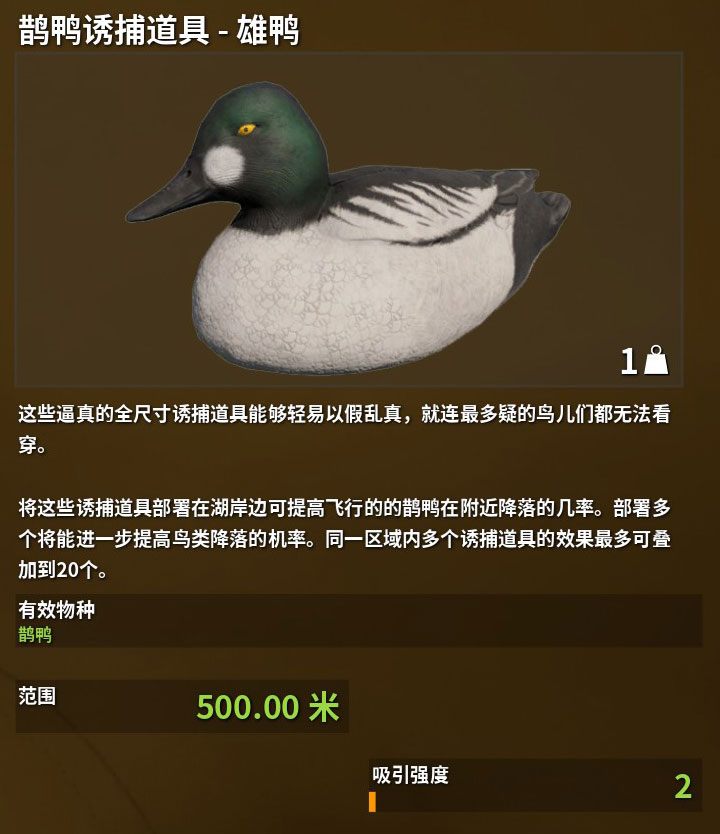 鹊鸭诱捕道具 - 雄鸭
1
这些逼真的全尺寸诱捕道具能够轻易以假乱真，就连最多疑的鸟儿们都无法看
穿。
将这些诱捕道具部署在湖岸边可提高飞行的的鹊鸭在附近降落的几率。部署多
个将能进一步提高鸟类降落的机率。同一区域内多个诱捕道具的效果最多可叠
加到20个。
有效物种
鹊鸭
范围
500.00 米
吸引强度
2